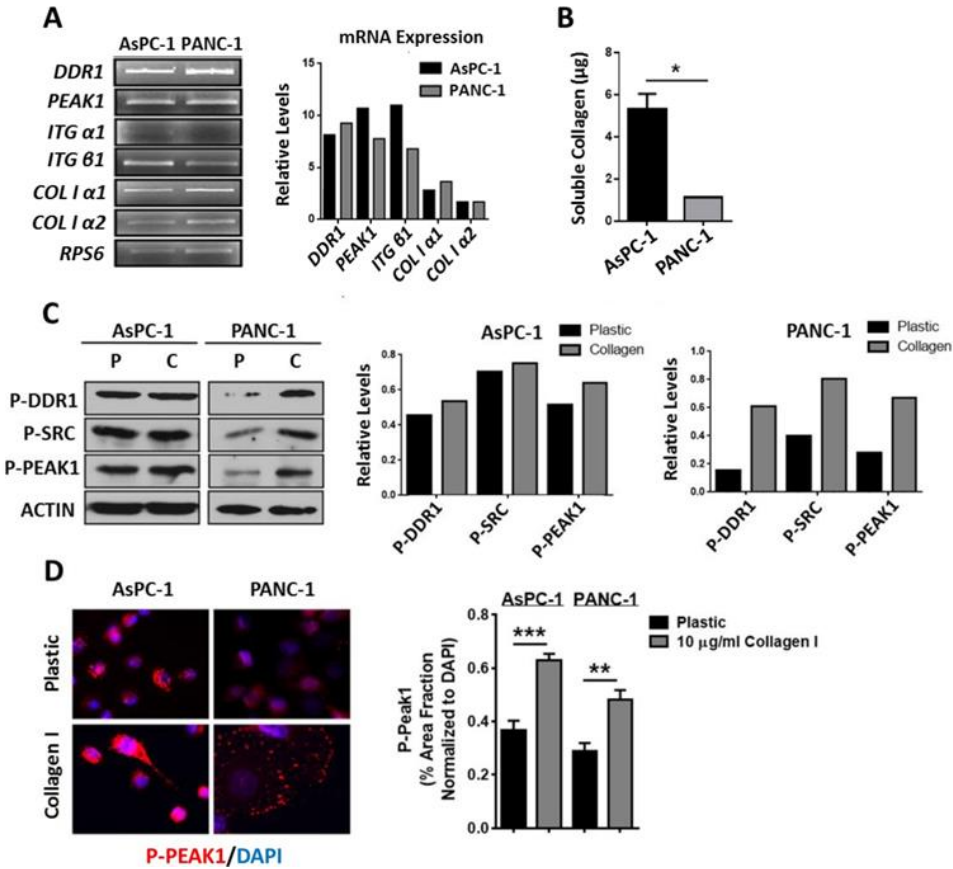 A
AsPC-1 PANC-1
DDR1
PEAK1
ITG α1
ITG β1
COL I α1
COL I α2
RPS6
mRNA Expression
AsPC-1
PANC-1
Relative Levels
15
10
5
0
DDR1
PEAK1
ITG β1
COL I α1
COL I α2
B
Soluble Collagen (µg)
8
6
4
2
0
*
AsPC-1
PANC-1
C
AsPC-1 PANC-1
P C P C
P-DDR1
P-SRC
P-PEAK1
ACTIN
AsPC-1
Plastic
Collagen
Relative Levels
0.8
0.6
0.4
0.2
0.0
P-DDR1
P-SRC
P-PEAK1
PANC-1
Plastic
Collagen
Relative Levels
1.0
0.8
0.6
0.4
0.2
0.0
P-DDR1
P-SRC
P-PEAK1
D
AsPC-1 PANC-1
Plastic
Collagen I
P-PEAK1/DAPI
AsPC-1 PANC-1
Plastic
10 µg/ml Collagen I
P-Peak1
(% Area Fraction
Normalized to DAPI)
0.8
0.6
0.4
0.2
0.0
***
**